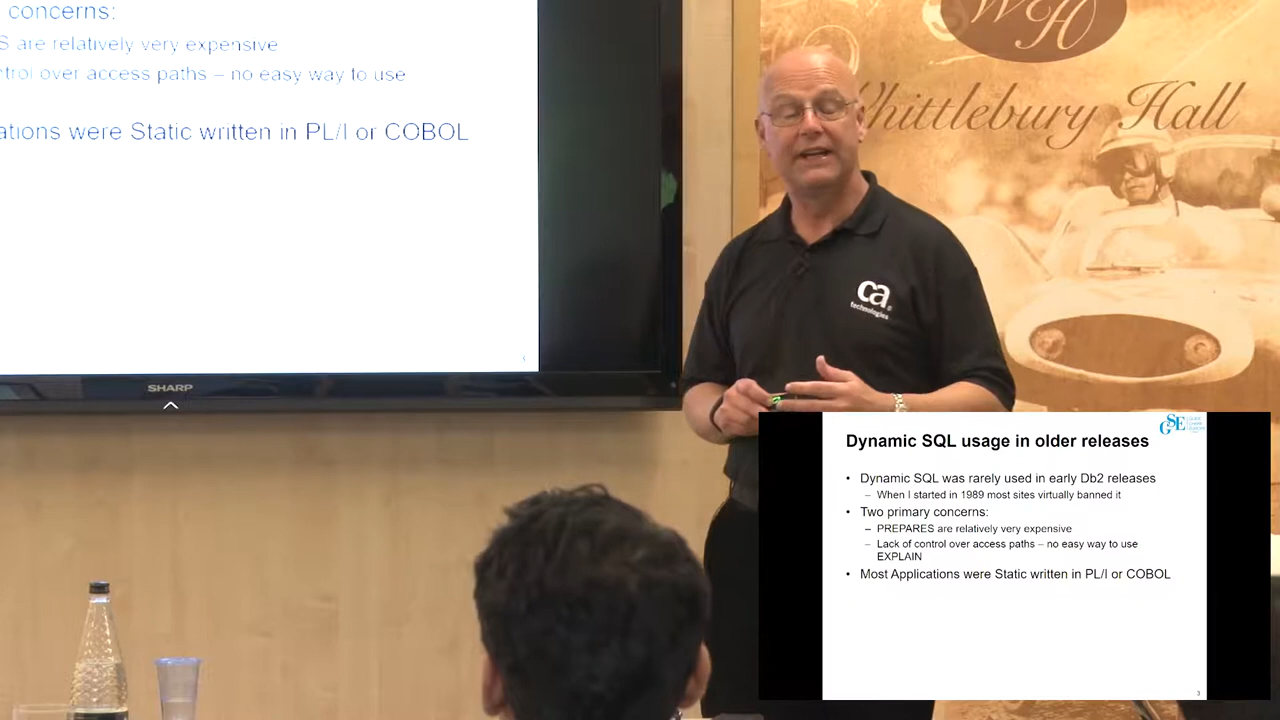 concerns:
are relatively very expensive
over access paths – no easy way to use
were Static written in PL/I or COBOL
SHARP
WH
Whittlebury Hall
ca
technologies
GSE
Dynamic SQL usage in older releases
• Dynamic SQL was rarely used in early Db2 releases
– When I started in 1989 most sites virtually banned it
• Two primary concerns:
– PREPARES are relatively very expensive
– Lack of control over access paths – no easy way to use
EXPLAIN
• Most Applications were Static written in PL/I or COBOL
3